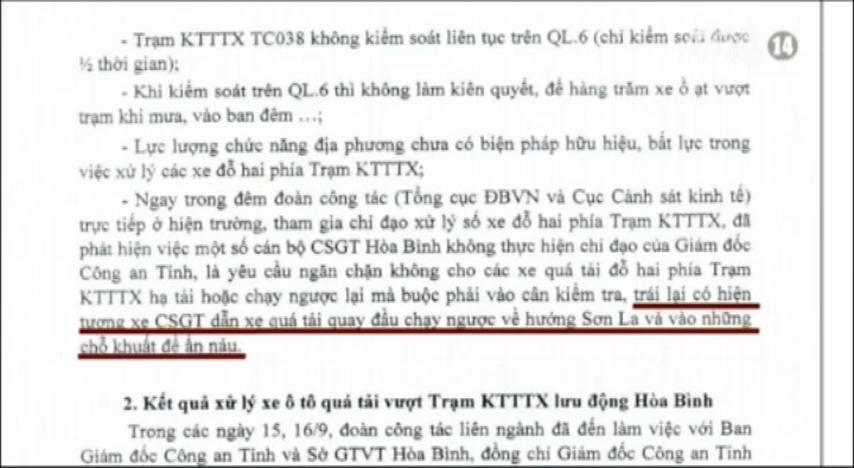 - Trạm KTTTX TC038 không kiểm soát liên tục trên QL.6 (chỉ kiểm soát được
14
½ thời gian);
- Khi kiểm soát trên QL.6 thì không làm kiên quyết, để hàng trăm xe ồ ạt vượt
trạm khi mưa, vào ban đêm …;
- Lực lượng chức năng địa phương chưa có biện pháp hữu hiệu, bất lực trong
việc xử lý các xe đỗ hai phía Trạm KTTTX;
- Ngay trong đêm đoàn công tác (Tổng cục ĐBVN và Cục Cảnh sát kinh tế)
trực tiếp ở hiện trường, tham gia chỉ đạo xử lý số xe đỗ hai phía Trạm KTTTX, đã
phát hiện việc một số cán bộ CSGT Hòa Bình không thực hiện chỉ đạo của Giám đốc
Công an Tỉnh, là yêu cầu ngăn chặn không cho các xe quá tải đỗ hai phía Trạm
KTTTX hạ tải hoặc chạy ngược lại mà buộc phải vào cân kiểm tra, trái lại có hiện
tượng xe CSGT dẫn xe quá tải quay đầu chạy ngược về hướng Sơn La và vào những
chỗ khuất để ẩn náu.
2. Kết quả xử lý xe ô tô quá tải vượt Trạm KTTTX lưu động Hòa Bình
Trong các ngày 15, 16/9, đoàn công tác liên ngành đã đến làm việc với Ban
Giám đốc Công an Tỉnh và Sở GTVT Hòa Bình, đồng chí Giám đốc Công an Tỉnh